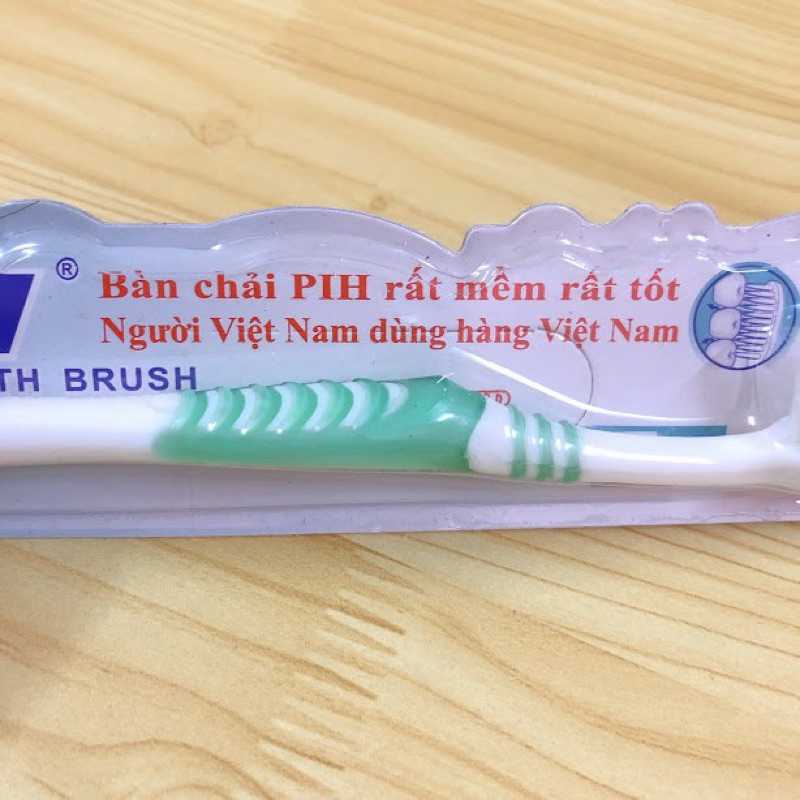 ®
Bàn chải PIH rất mềm rất tốt
Người Việt Nam dùng hàng Việt Nam
TH BRUSH